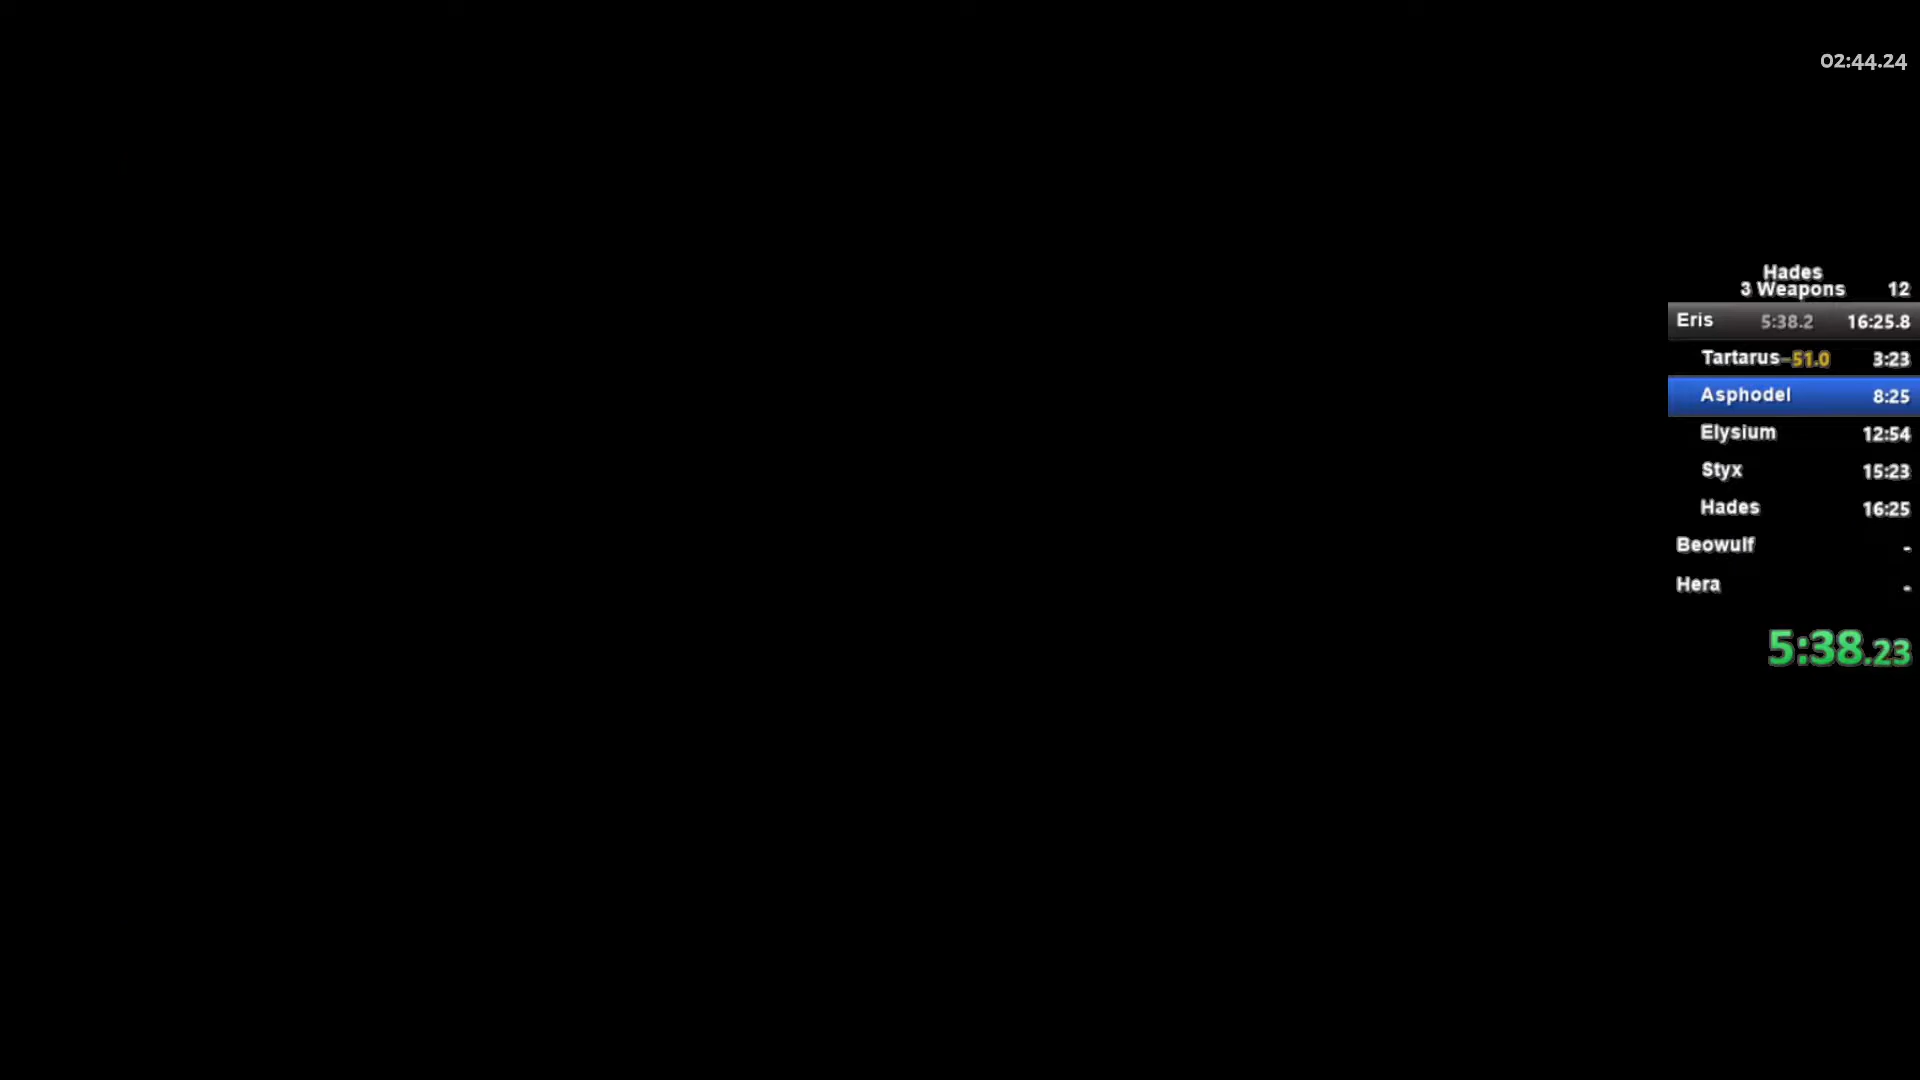 02:44.24
Hades
3 Weapons 12
Eris 5:38.2 16:25.8
Tartarus -51.0 3:23
Asphodel 8:25
Elysium 12:54
Styx 15:23
Hades 16:25
Beowulf -
Hera -
5:38.23